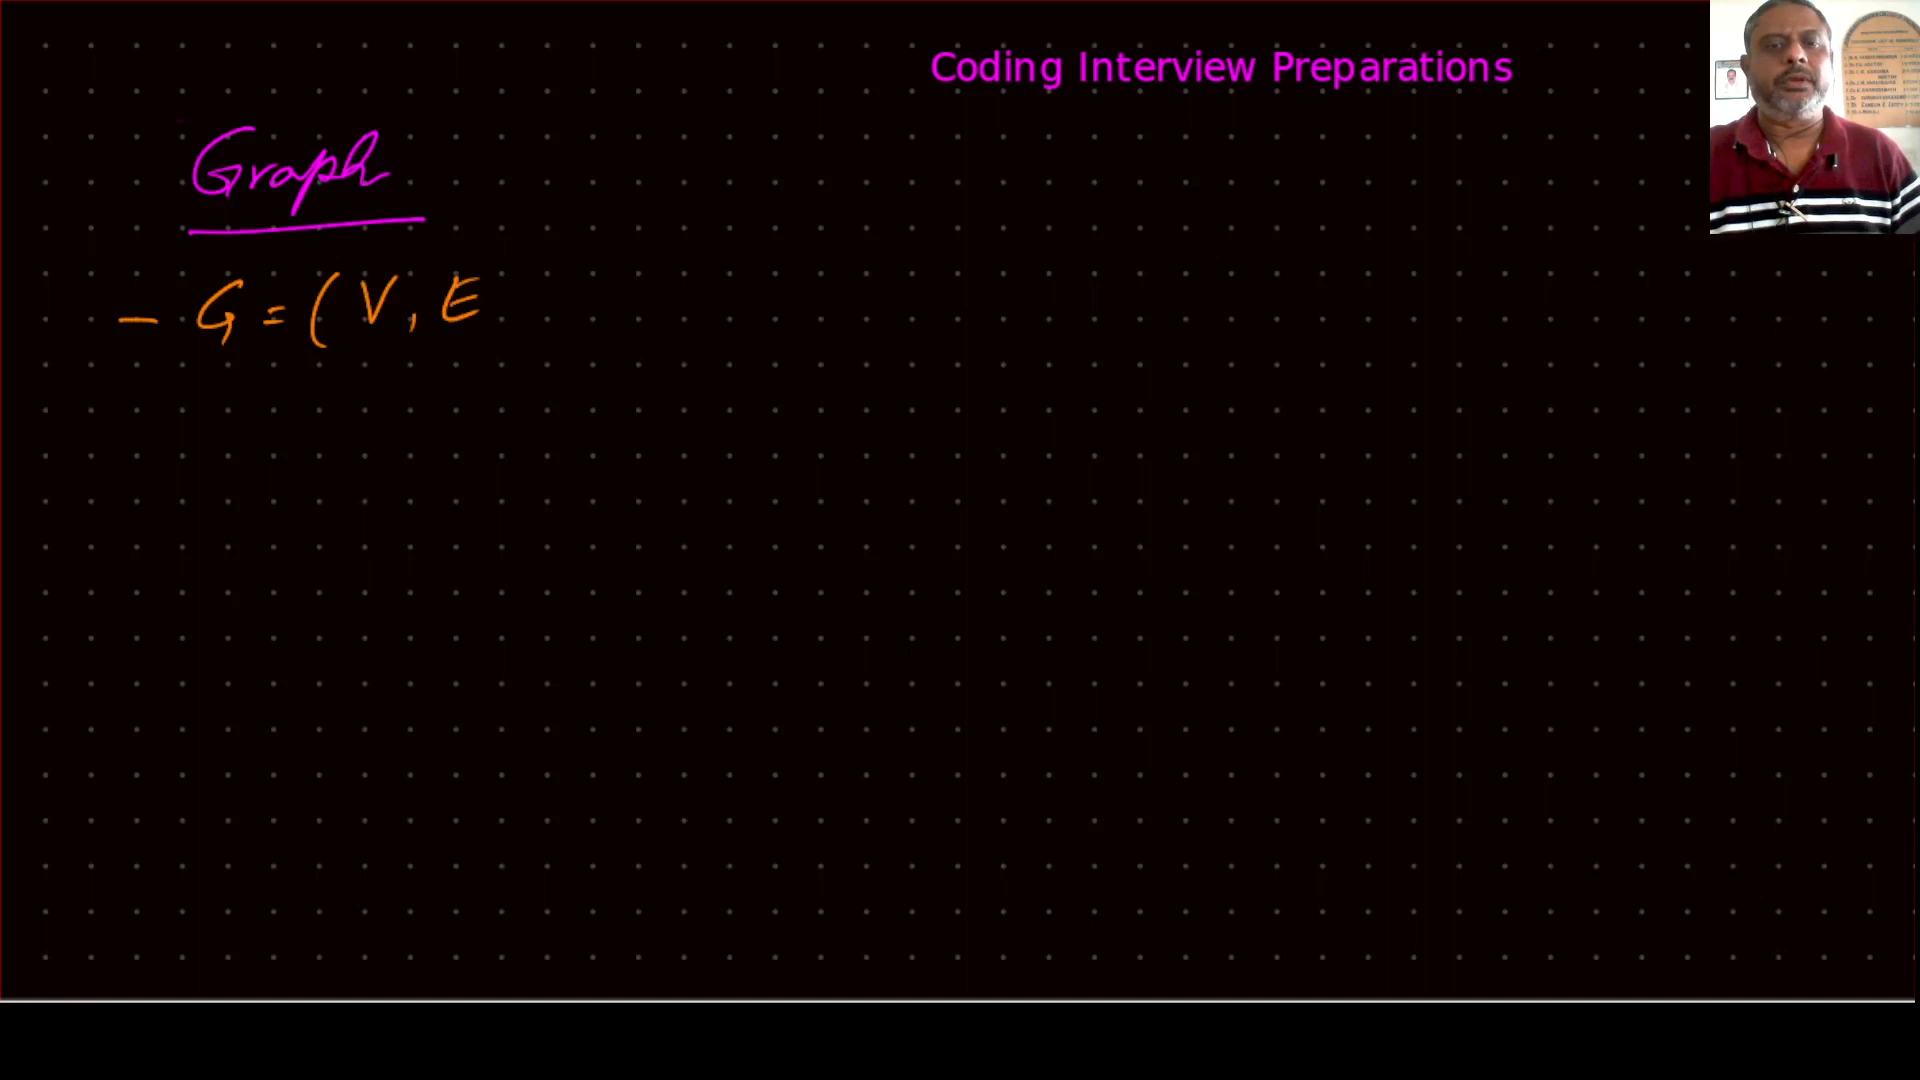 Coding Interview Preparations
Graph
- G = ( V, E